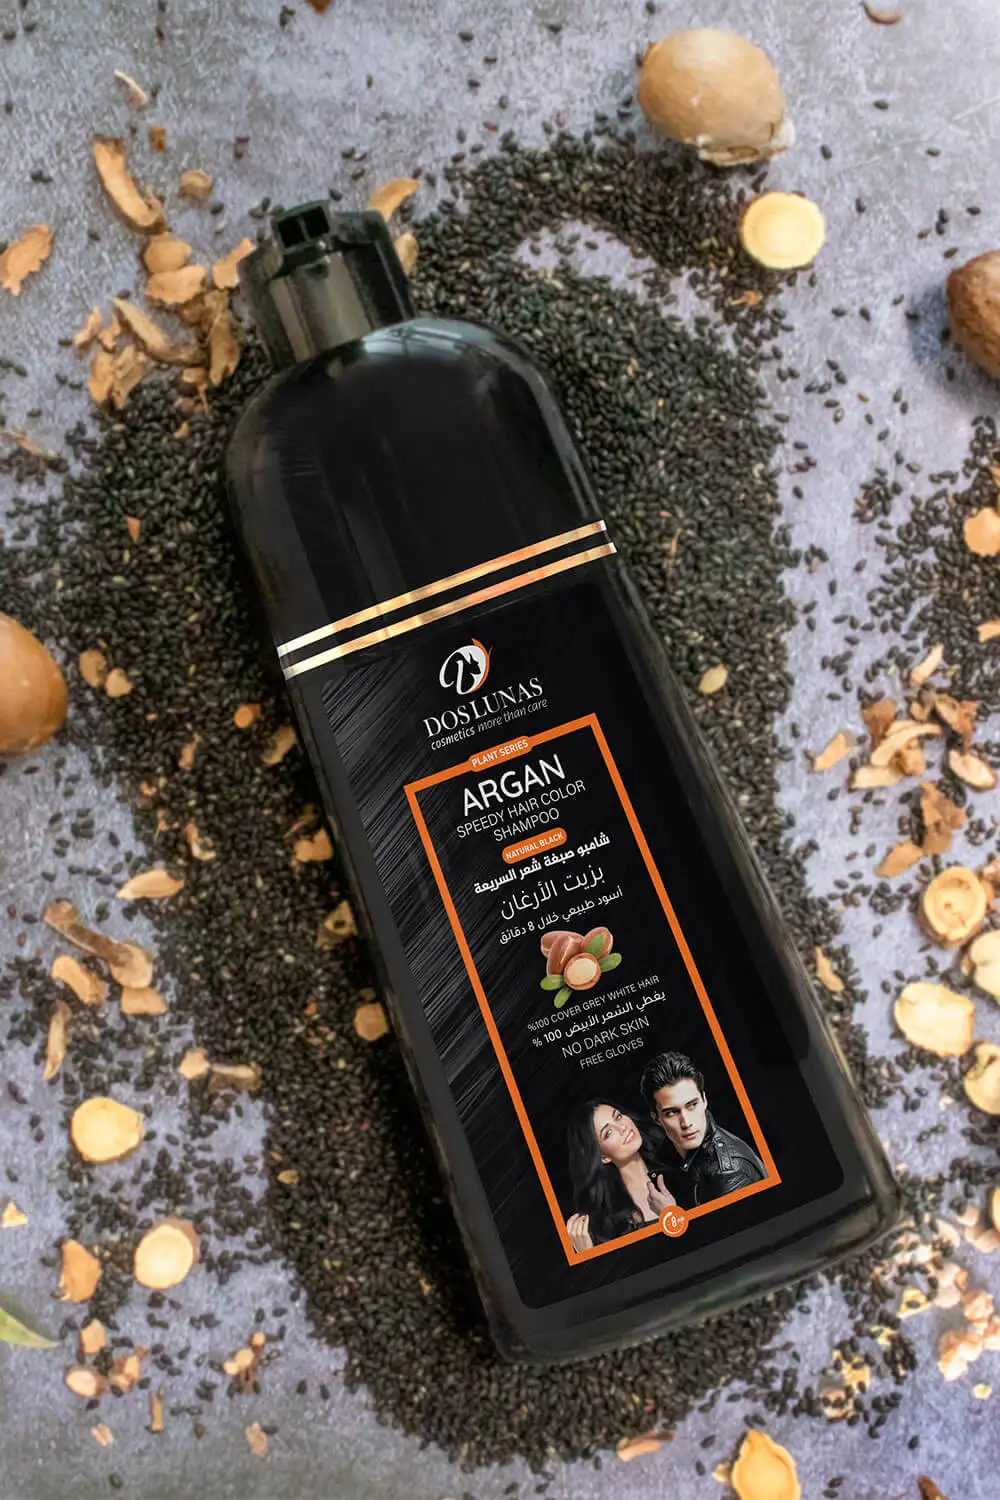 DOSLUNAS
cosmetics more than care
PLANT SERIES
ARGAN
SPEEDY HAIR COLOR
SHAMPOO
NATURAL BLACK
شامبو صبغة شعر السريعة
بزيت الأرغان
أسود طبيعي خلال 8 دقائق
%100 COVER GREY WHITE HAIR
يغطي الشعر الأبيض 100 %
NO DARK SKIN
FREE GLOVES
8